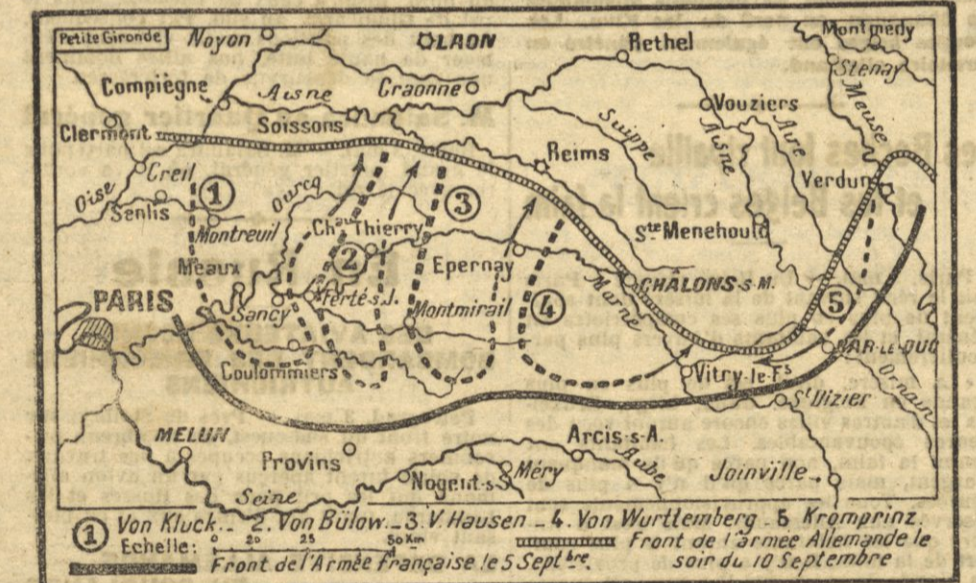 Petite Gironde
Noyon
LAON
Rethel
Montmédy
Stenay
Compiègne
Aisne
Craonne
Vouziers
Meuse
Clermont
Soissons
Suippe
Aisne
Aire
Reims
Verdun
Oise
Creil
1
Ourcq
3
Senlis
Montreuil
Chau Thierry
Ste Menehould
Meaux
2
Epernay
CHÂLONS-s-M.
PARIS
Sancy
Ferté-s-J.
Montmirail
4
Marne
5
BAR-LE-DUC
Coulommiers
Vitry-le-Fs
Ornain
St Dizier
MELUN
Provins
Arcis-s-A.
Aube
Nogent-s-S
Méry
Joinville
Seine
1 Von Kluck._ 2. Von Bülow._3. V. Hausen _ 4. Von Wurttemberg _ 5 Kromprinz.
Echelle: 0 20 25 50 Km
Front de l'armée Allemande le
soir du 10 Septembre
Front de l'Armée française le 5 Septbre.